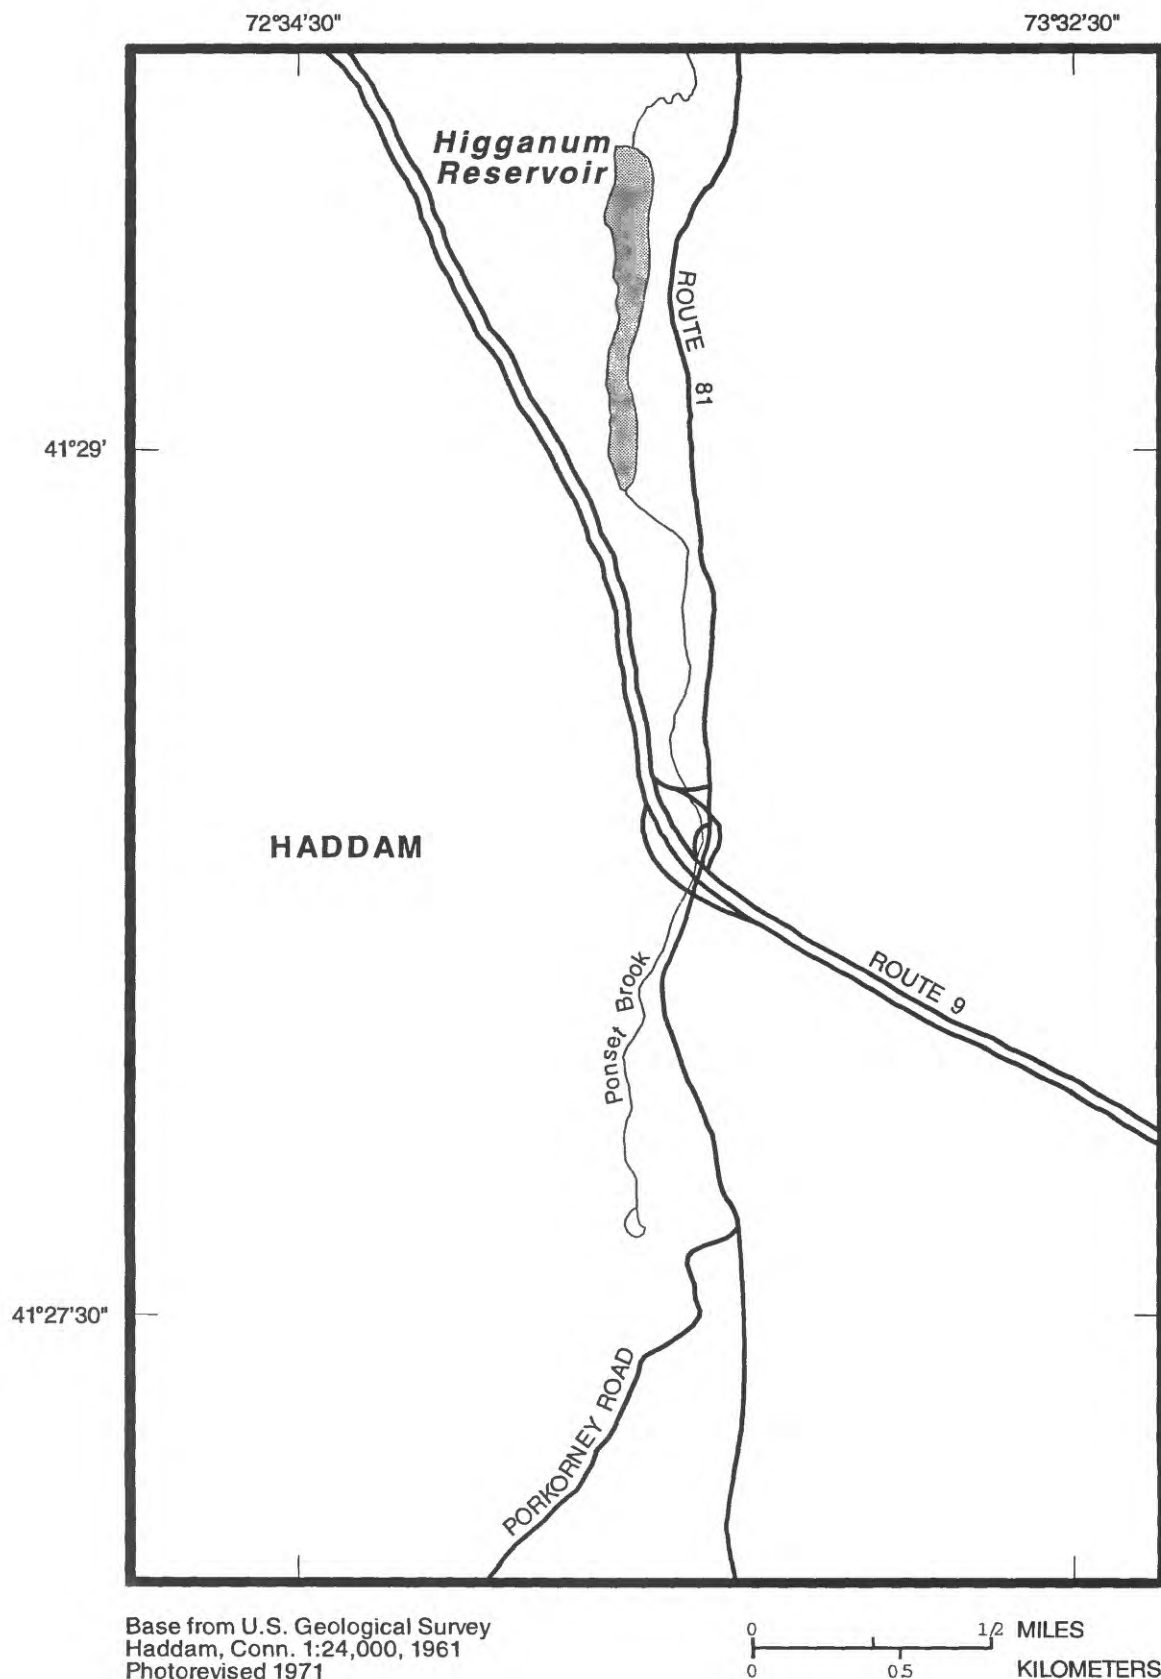 72°34'30"
73°32'30"
Higganum
Reservoir
ROUTE 81
41°29'
HADDAM
Ponset Brook
ROUTE 9
41°27'30"
PORKORNEY ROAD
Base from U.S. Geological Survey
Haddam, Conn. 1:24,000, 1961
Photorevised 1971
0 1/2 MILES
0 0.5 KILOMETERS